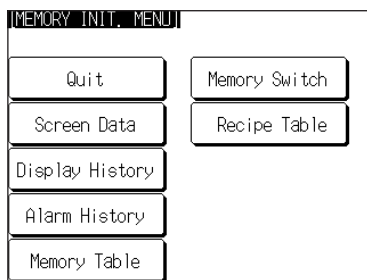 [MEMORY INIT. MENU]
Quit
Memory Switch
Screen Data
Recipe Table
Display History
Alarm History
Memory Table